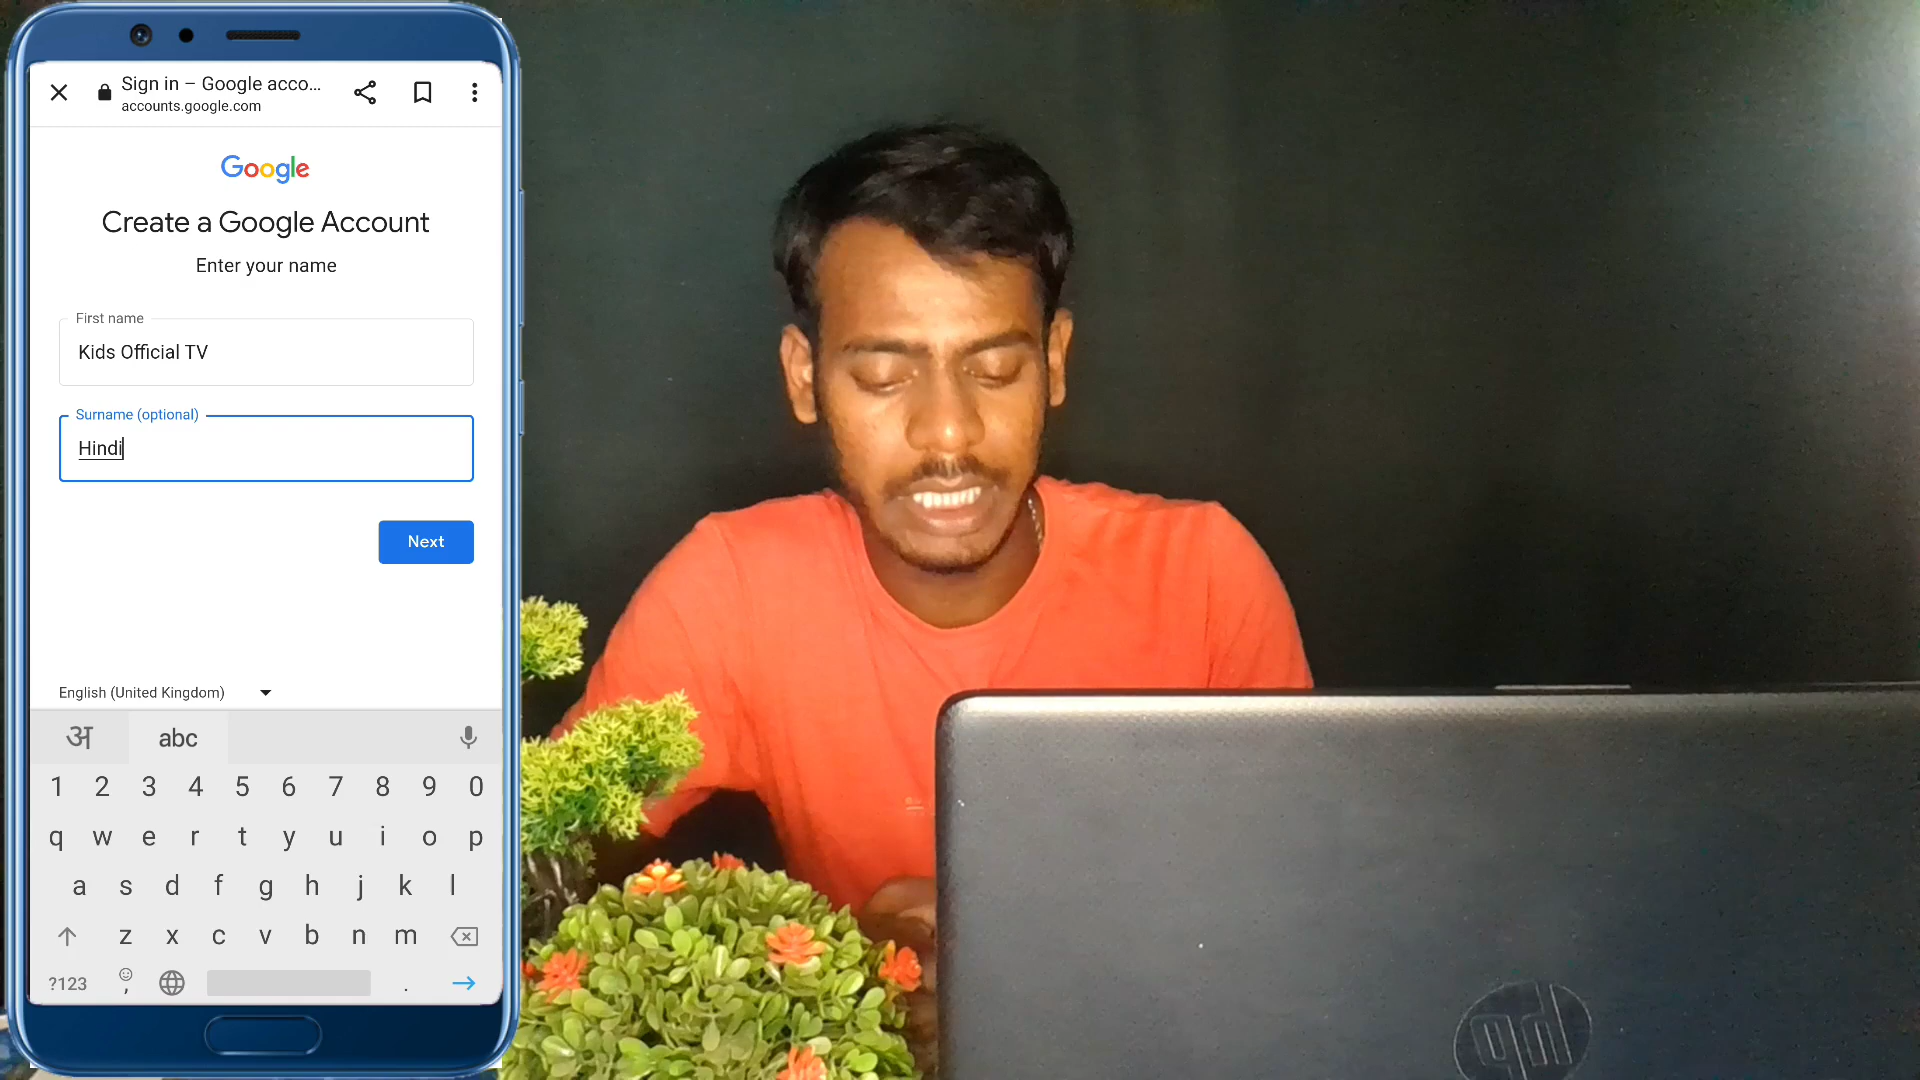 Sign in – Google acco...
accounts.google.com
Google
Create a Google Account
Enter your name
First name
Kids Official TV
Surname (optional)
Hindi
Next
English (United Kingdom)
अ abc
1 2 3 4 5 6 7 8 9 0
q w e r t y u i o p
a s d f g h j k l
z x c v b n m
?123 , .
hp